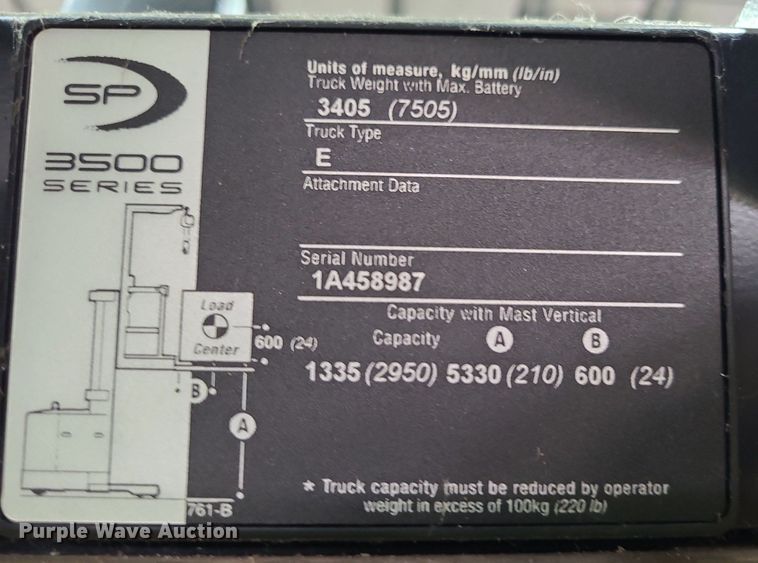 SP
3500
SERIES
Units of measure, kg/mm (lb/in)
Truck Weight with Max. Battery
3405 (7505)
Truck Type
E
Attachment Data
Serial Number
1A458987
Capacity with Mast Vertical
Capacity A B
1335 (2950) 5330 (210) 600 (24)
Load
Center
600 (24)
B
A
* Truck capacity must be reduced by operator
weight in excess of 100kg (220 lb)
761-B
Purple Wave Auction